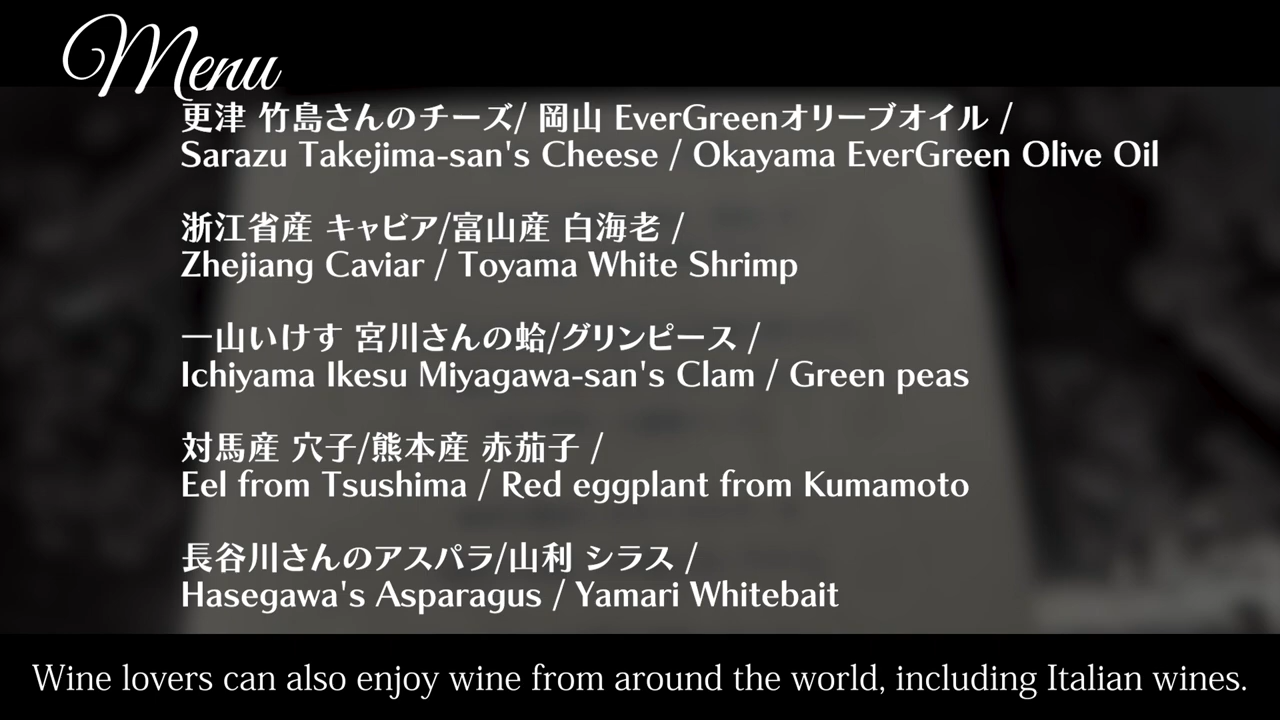 Menu
更津 竹島さんのチーズ/ 岡山 EverGreenオリーブオイル /
Sarazu Takejima-san's Cheese / Okayama EverGreen Olive Oil
浙江省産 キャビア/富山産 白海老 /
Zhejiang Caviar / Toyama White Shrimp
一山いけす 宮川さんの蛤/グリンピース /
Ichiyama Ikesu Miyagawa-san's Clam / Green peas
対馬産 穴子/熊本産 赤茄子 /
Eel from Tsushima / Red eggplant from Kumamoto
長谷川さんのアスパラ/山利 シラス /
Hasegawa's Asparagus / Yamari Whitebait
Wine lovers can also enjoy wine from around the world, including Italian wines.